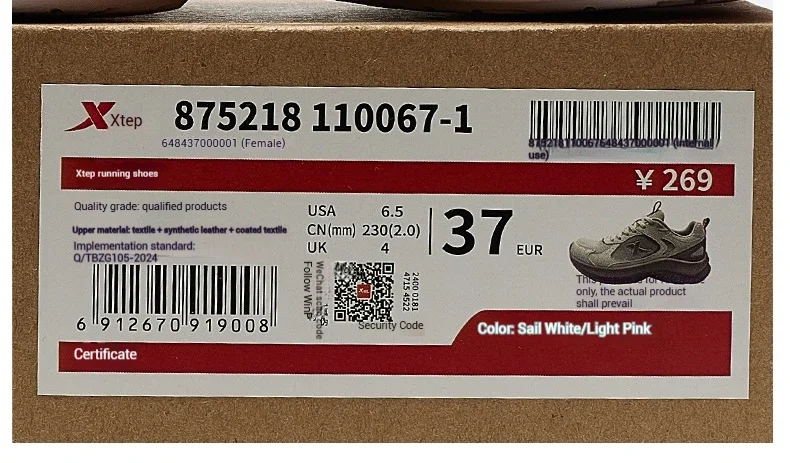 Xtep
875218 110067-1
648437000001 (Female)
875218110067648437000001 (internal
use)
Xtep running shoes
¥ 269
Quality grade: qualified products
Upper material: textile + synthetic leather + coated textile
Implementation standard:
Q/TBZG105-2024
USA 6.5
CN(mm) 230(2.0)
UK 4
37 EUR
6 912670 919008
WeChat scan code
Follow
2400 0181
4715 4522
Security Code
This
only, the actual product
shall prevail
Color: Sail White/Light Pink
Certificate